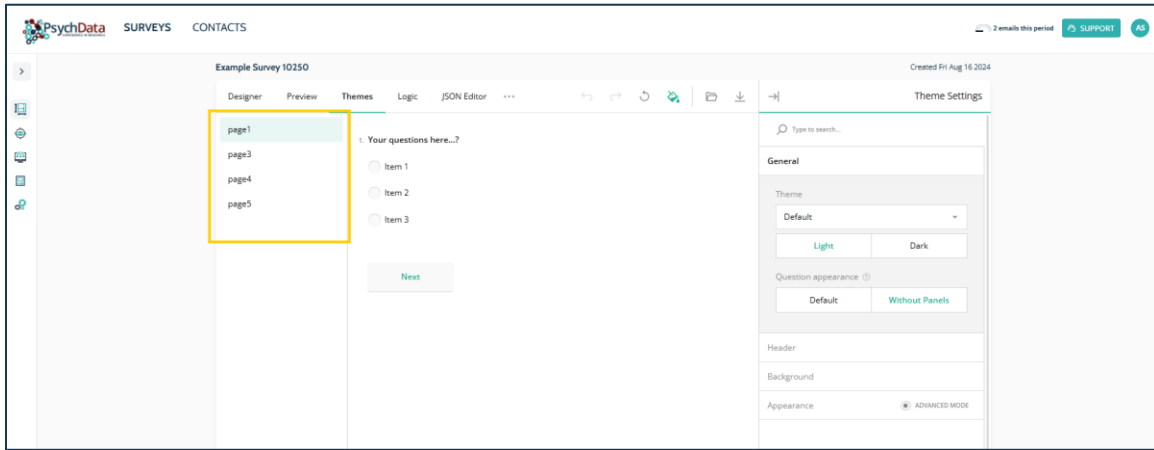 PsychData SURVEYS CONTACTS 2 emails this period SUPPORT AS
Example Survey 10250 Created Fri Aug 16 2024
Designer Preview Themes Logic JSON Editor Theme Settings
page1
page3
page4
page5
1. Your questions here...?
Item 1
Item 2
Item 3
Next
Type to search...
General
Theme
Default
Light Dark
Question appearance
Default Without Panels
Header
Background
Appearance ADVANCED MODE